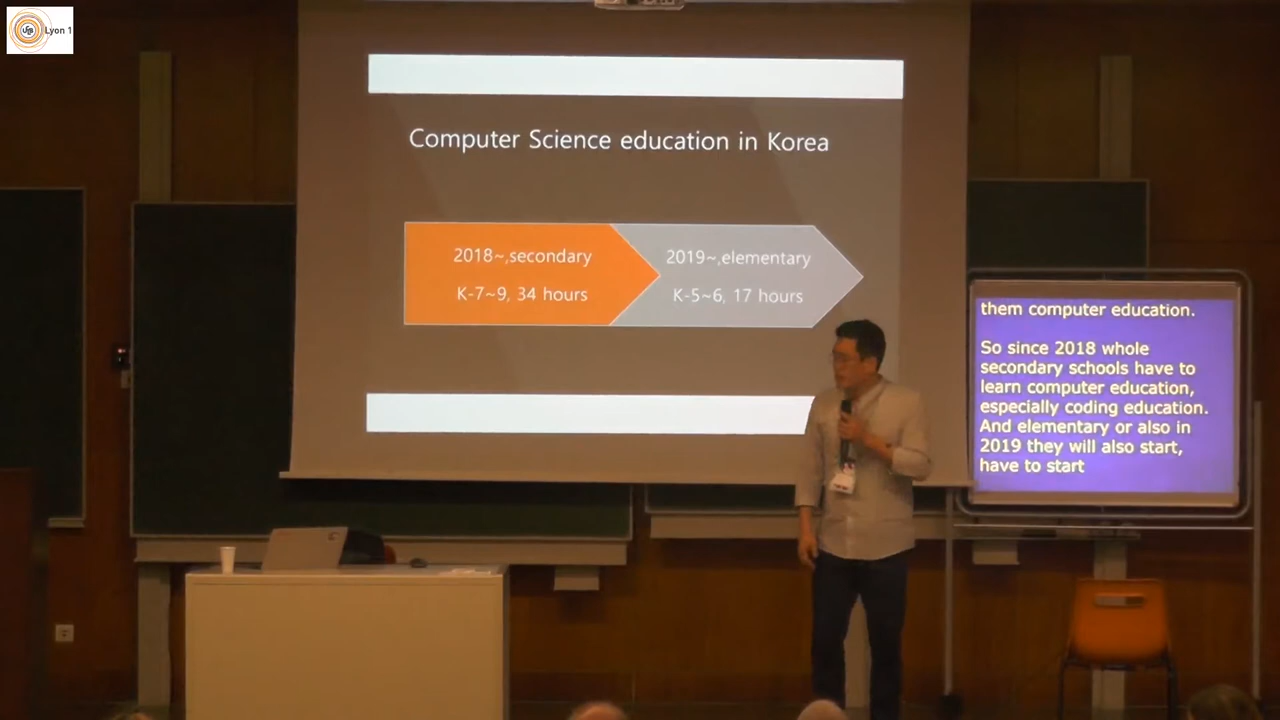 Lyon 1
Computer Science education in Korea
2018~,secondary
K-7~9, 34 hours
2019~,elementary
K-5~6, 17 hours
them computer education.
So since 2018 whole
secondary schools have to
learn computer education,
especially coding education.
And elementary or also in
2019 they will also start,
have to start